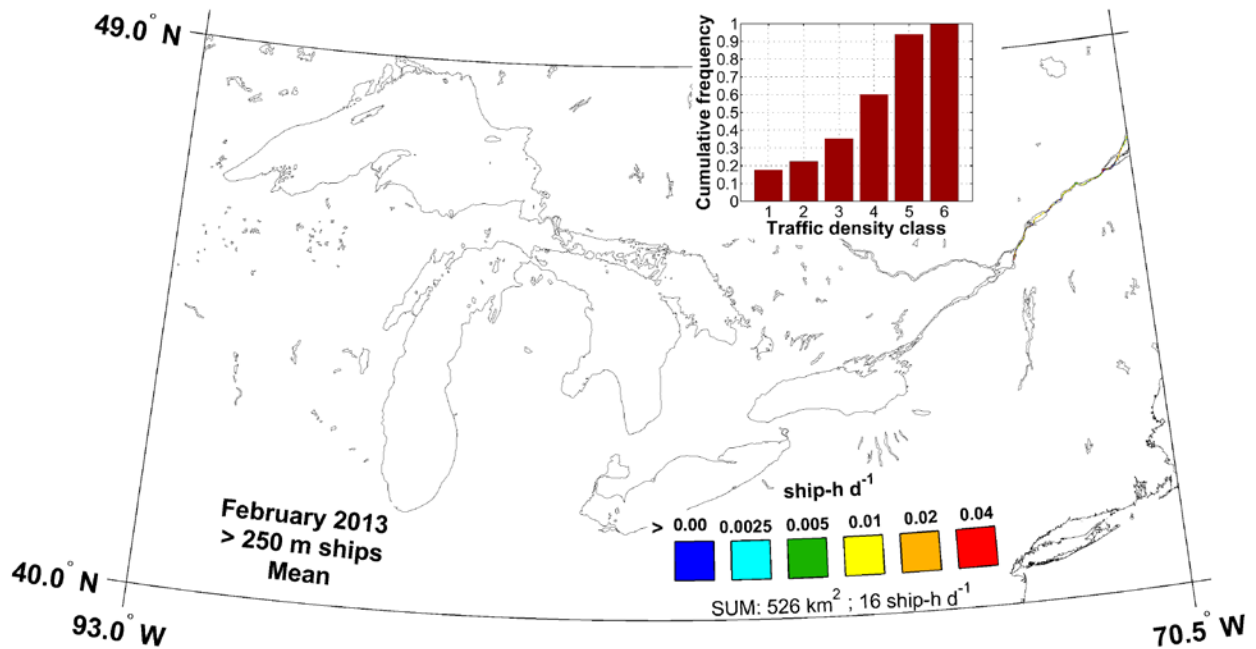 49.0° N
1
0.9
0.8
0.6
0.6
0.5
0.4
0.2
0.2
0.1
0
Cumulative frequency
1 2 3 4 5 6
Traffic density class
February 2013
> 250 m ships
Mean
ship-h d⁻¹
> 0.00 0.0025 0.005 0.01 0.02 0.04
SUM: 526 km² ; 16 ship-h d⁻¹
40.0° N
93.0° W
70.5° W